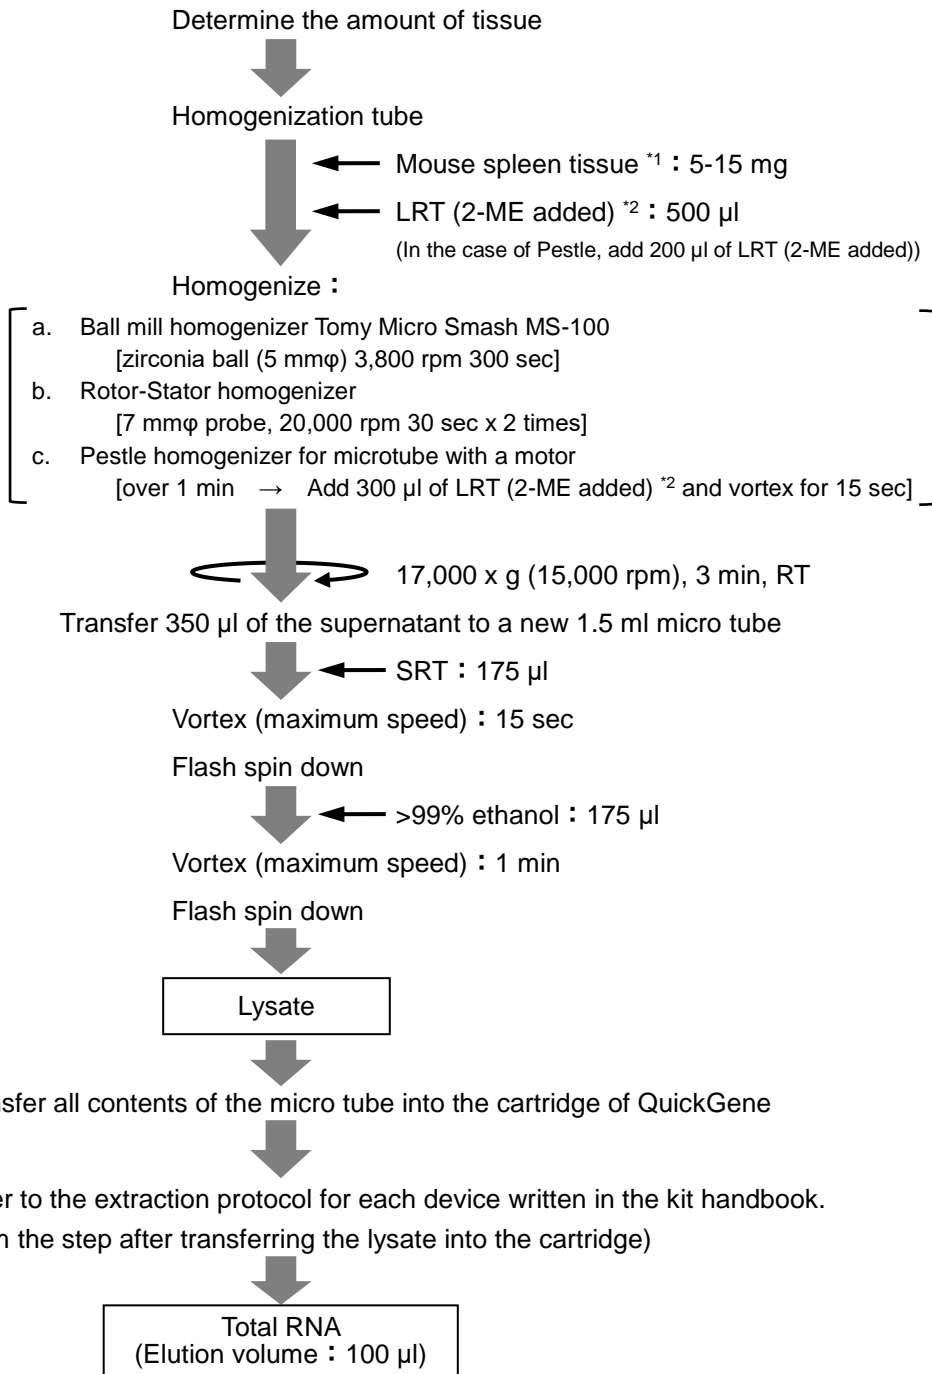 Determine the amount of tissue
Homogenization tube
Mouse spleen tissue *1：5-15 mg
LRT (2-ME added) *2：500 µl
(In the case of Pestle, add 200 µl of LRT (2-ME added))
Homogenize：
a. Ball mill homogenizer Tomy Micro Smash MS-100
[zirconia ball (5 mmφ) 3,800 rpm 300 sec]
b. Rotor-Stator homogenizer
[7 mmφ probe, 20,000 rpm 30 sec x 2 times]
c. Pestle homogenizer for microtube with a motor
[over 1 min → Add 300 µl of LRT (2-ME added) *2 and vortex for 15 sec]
17,000 x g (15,000 rpm), 3 min, RT
Transfer 350 µl of the supernatant to a new 1.5 ml micro tube
SRT：175 µl
Vortex (maximum speed)：15 sec
Flash spin down
>99% ethanol：175 µl
Vortex (maximum speed)：1 min
Flash spin down
Lysate
nsfer all contents of the micro tube into the cartridge of QuickGene
er to the extraction protocol for each device written in the kit handbook.
the step after transferring the lysate into the cartridge)
Total RNA
(Elution volume：100 µl)